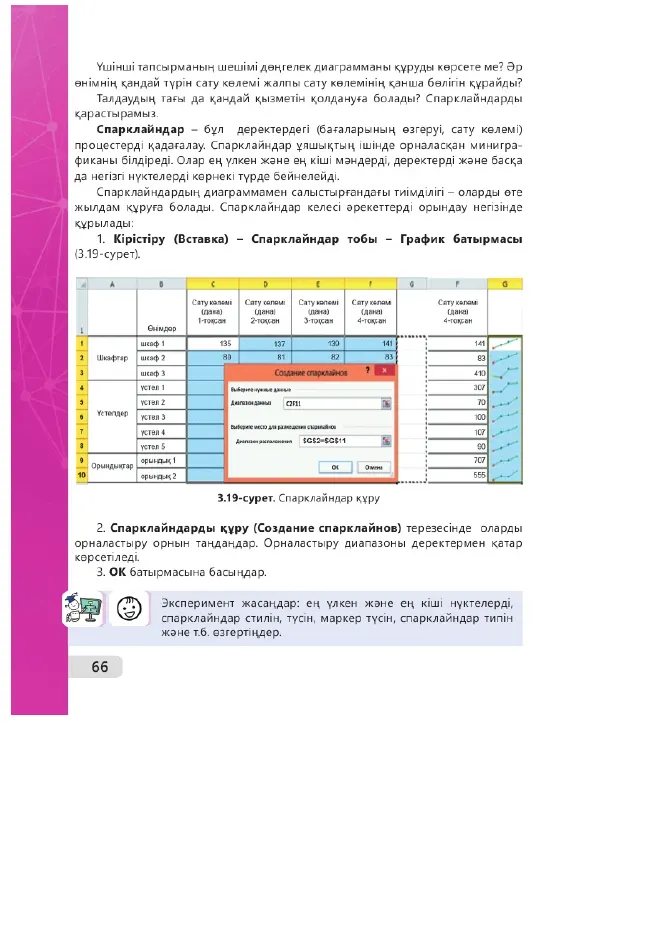 Үшінші тапсырманың шешімі дөңгелек диаграмманы құруды көрсете ме? Әр
өнімнің қандай түрін сату көлемі жалпы сату көлемінің қанша бөлігін құрайды?
Талдаудың тағы да қандай қызметін қолдануға болады? Спарклайндарды
қарастырамыз.
Спарклайндар – бұл деректердегі (бағаларының өзгеруі, сату көлемі)
процестерді қадағалау. Спарклайндар ұяшықтың ішінде орналасқан минигра-
фиканы білдіреді. Олар ең үлкен және ең кіші мәндерді, деректерді және басқа
да негізгі нүктелерді көрнекі түрде бейнелейді.
Спарклайндардың диаграммамен салыстырғандағы тиімділігі – оларды өте
жылдам құруға болады. Спарклайндар келесі әрекеттерді орындау негізінде
құрылады:
1. Кірістіру (Вставка) – Спарклайндар тобы – График батырмасы
(3.19-сурет).
A B C D E F G F G
1 Өнімдер Сату көлемі (дана) 1-тоқсан Сату көлемі (дана) 2-тоқсан Сату көлемі (дана) 3-тоқсан Сату көлемі (дана) 4-тоқсан Сату көлемі (дана) 4-тоқсан
1 шкаф 1 135 137 139 141 141
2 Шкафтар шкаф 2 80 81 82 83 83
3 шкаф 3 410
4 үстел 1 307
5 үстел 2 70
6 Үстелдер үстел 3 100
7 үстел 4 107
8 үстел 5 90
9 Орындықтар орындық 1 707
10 орындық 2 555
Создание спарклайнов ? x
Выберите нужные данные
Диапазон данных C2F11
Выберите место для размещения спарклайнов
Диапазон расположения $G$2=$G$11
OK Отмена
3.19-сурет. Спарклайндар құру
2. Спарклайндарды құру (Создание спарклайнов) терезесінде оларды
орналастыру орнын таңдаңдар. Орналастыру диапазоны деректермен қатар
көрсетіледі.
3. ОК батырмасына басыңдар.
Эксперимент жасаңдар: ең үлкен және ең кіші нүктелерді,
спарклайндар стилін, түсін, маркер түсін, спарклайндар типін
және т.б. өзгертіңдер.
66